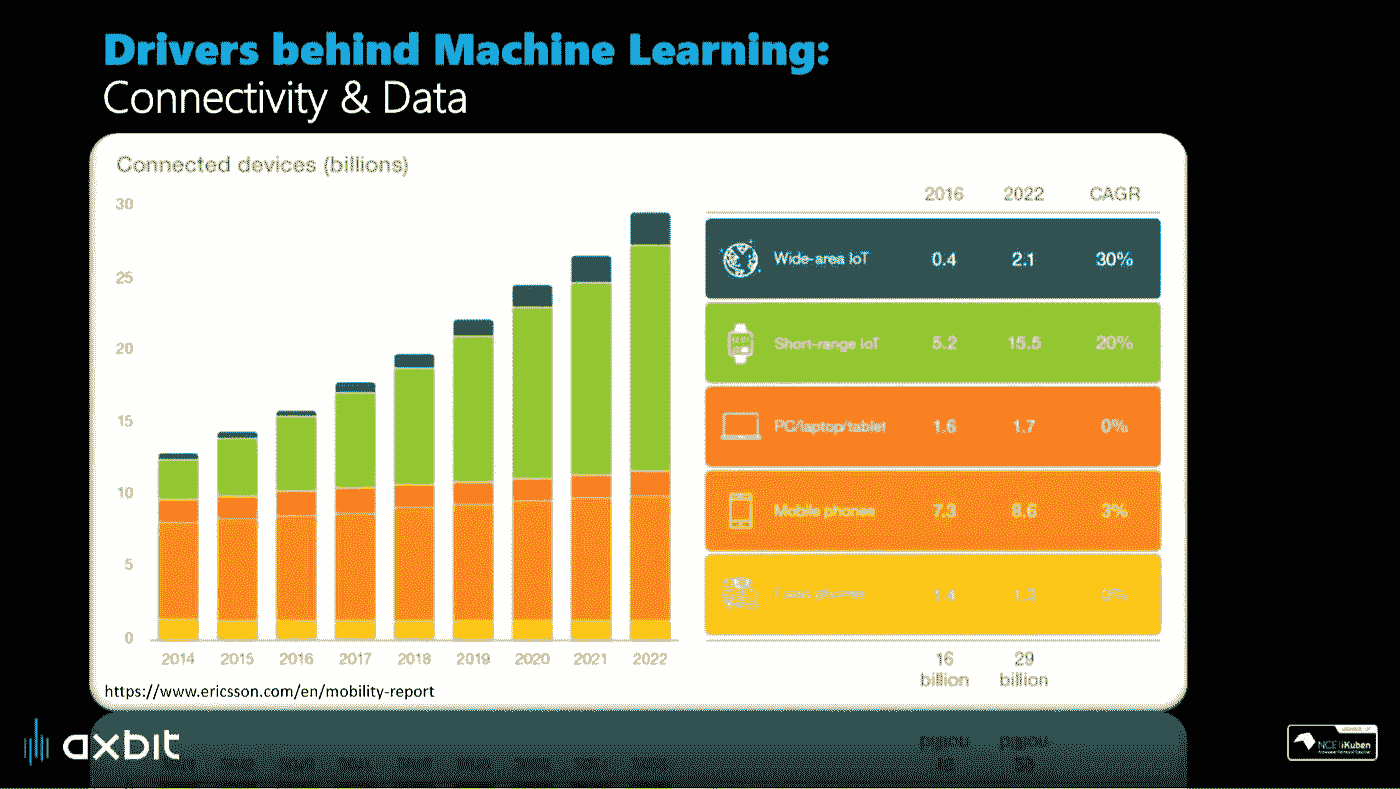 Drivers behind Machine Learning:
Connectivity & Data
Connected devices (billions)
30
25
20
15
10
5
0
2014 2015 2016 2017 2018 2019 2020 2021 2022
2016 2022 CAGR
Wide-area IoT 0.4 2.1 30%
Short-range IoT 5.2 15.5 20%
PC/laptop/tablet 1.6 1.7 0%
Mobile phones 7.3 8.6 3%
1.4 1.3 0%
16 29
billion billion
https://www.ericsson.com/en/mobility-report
axbit
NCE iKuben